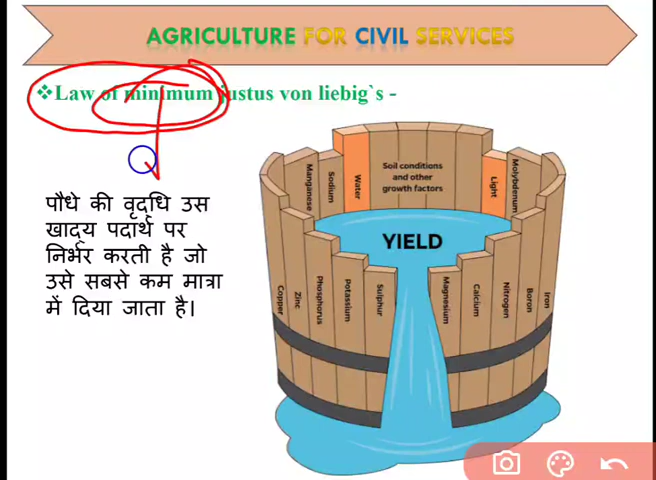 AGRICULTURE FOR CIVIL SERVICES
❖Law of minimum justus von liebig`s -
पौधे की वृद्धि उस
खाद्य पदार्थ पर
निर्भर करती है जो
उसे सबसे कम मात्रा
में दिया जाता है।
Manganese
Sodium
Water
Soil conditions
and other
growth factors
Light
Molybdenum
YIELD
Copper
Zinc
Phosphorus
Potassium
Sulphur
Magnesium
Calcium
Nitrogen
Boron
Iron